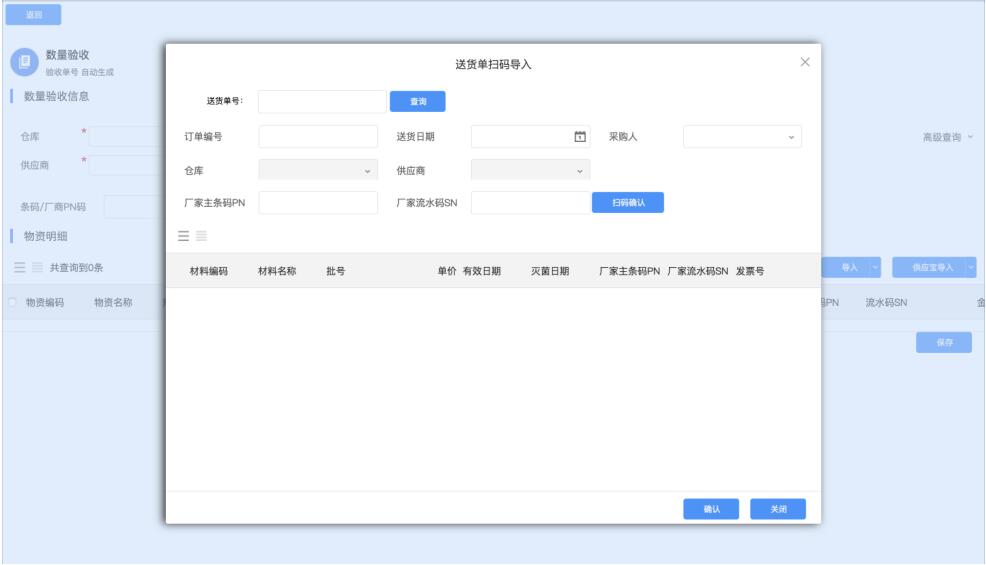 返回
数量验收
验收单号 自动生成
数量验收信息
仓库 *
供应商 *
高级查询
条码/厂商PN码
物资明细
共查询到0条
导入 供应宝导入
物资编码 物资名称 码PN 流水码SN 金
保存
送货单扫码导入
送货单号: 查询
订单编号 送货日期 采购人
仓库 供应商
厂家主条码PN 厂家流水码SN 扫码确认
材料编码 材料名称 批号 单价 有效日期 灭菌日期 厂家主条码PN 厂家流水码SN 发票号
确认 关闭